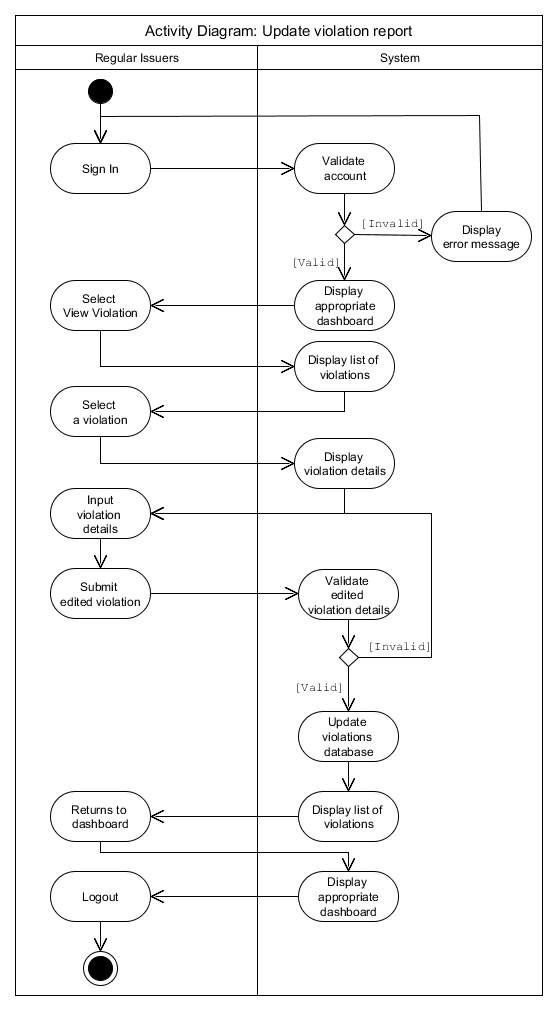 Activity Diagram: Update violation report
Regular Issuers
System
Sign In
Validate
account
[Invalid]
Display
error message
[Valid]
Select
View Violation
Display
appropriate
dashboard
Display list of
violations
Select
a violation
Display
violation details
Input
violation
details
Submit
edited violation
Validate
edited
violation details
[Invalid]
[Valid]
Update
violations
database
Returns to
dashboard
Display list of
violations
Logout
Display
appropriate
dashboard